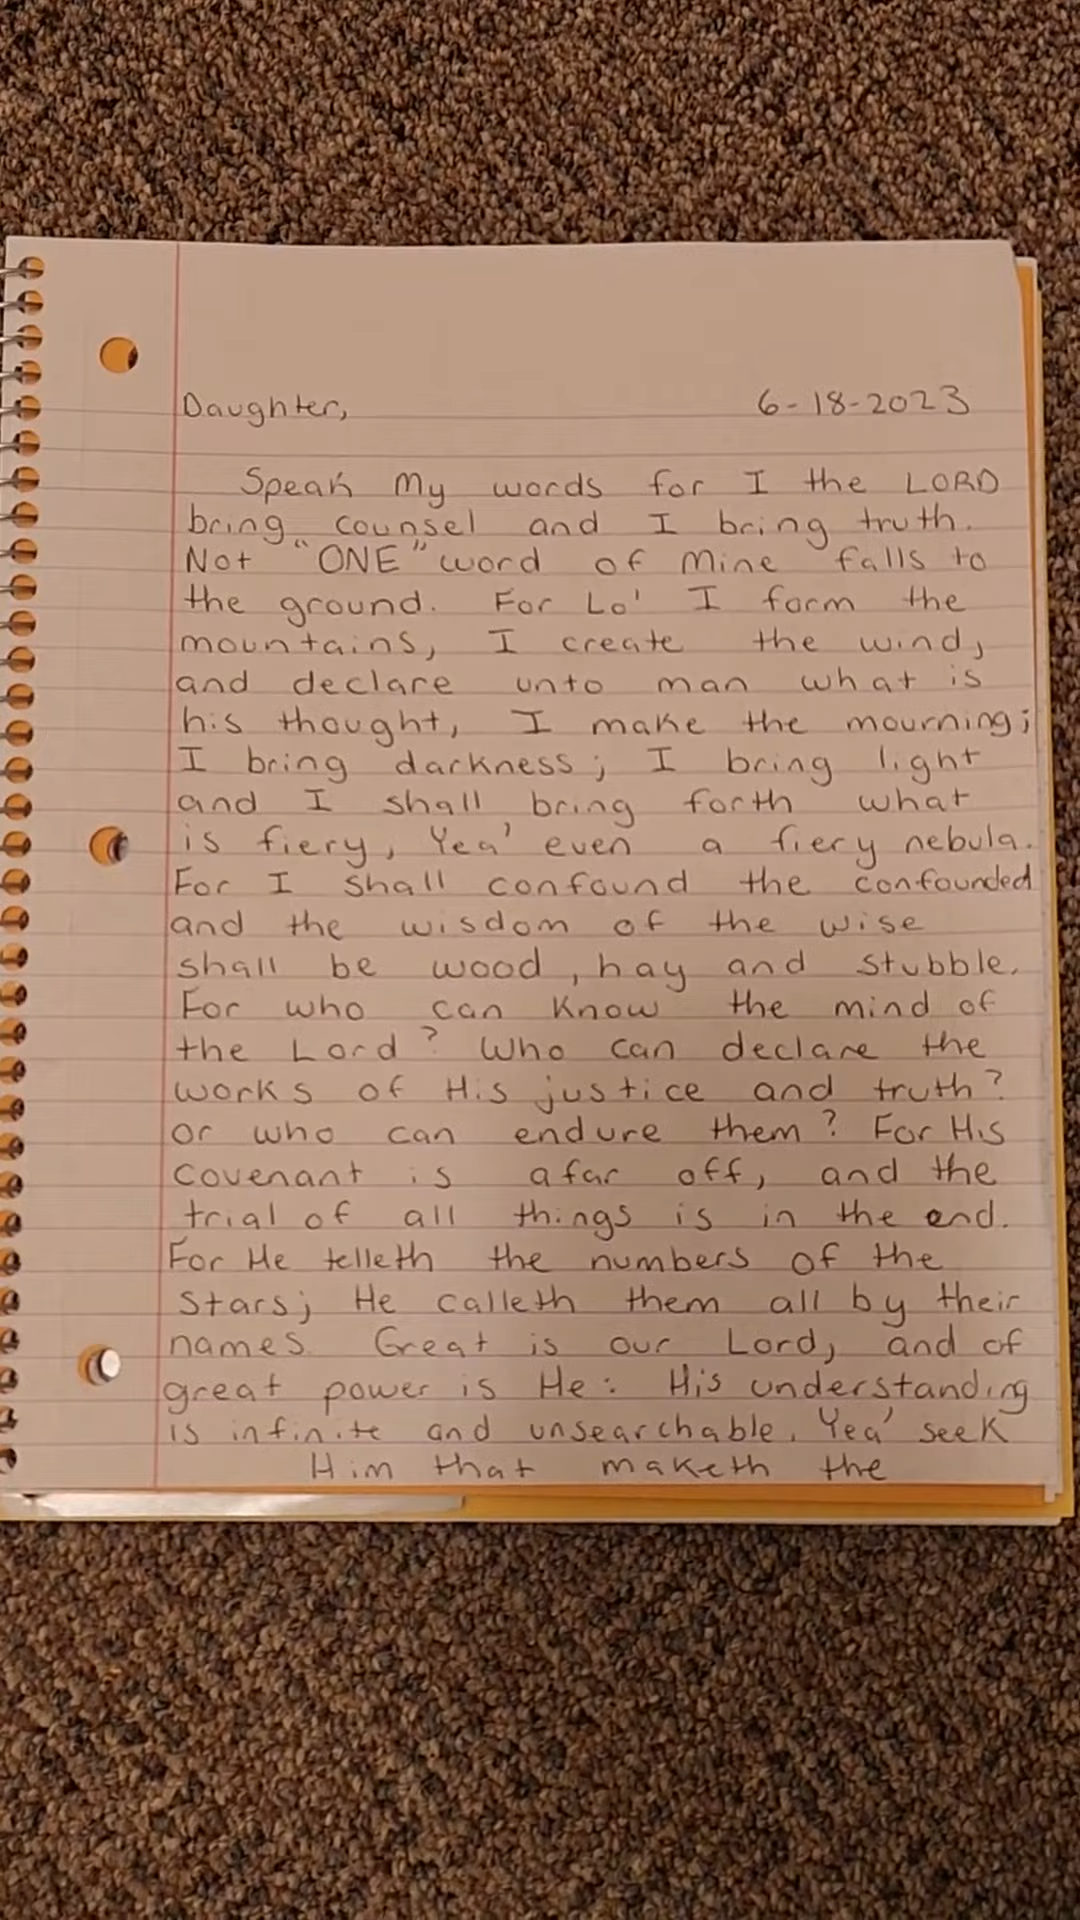 Daughter, 6-18-2023
Speak My words for I the LORD
bring counsel and I bring truth.
Not "ONE" word of Mine falls to
the ground. For Lo' I form the
mountains, I create the wind,
and declare unto man what is
his thought, I make the mourning;
I bring darkness; I bring light
and I shall bring forth what
is fiery, Yea' even a fiery nebula.
For I shall confound the confounded
and the wisdom of the wise
shall be wood, hay and stubble.
For who can know the mind of
the Lord? Who can declare the
works of His justice and truth?
or who can endure them? For His
covenant is afar off, and the
trial of all things is in the end.
For He telleth the numbers of the
stars; He calleth them all by their
names. Great is our Lord, and of
great power is He: His understanding
is infinite and unsearchable. Yea' seek
Him that maketh the